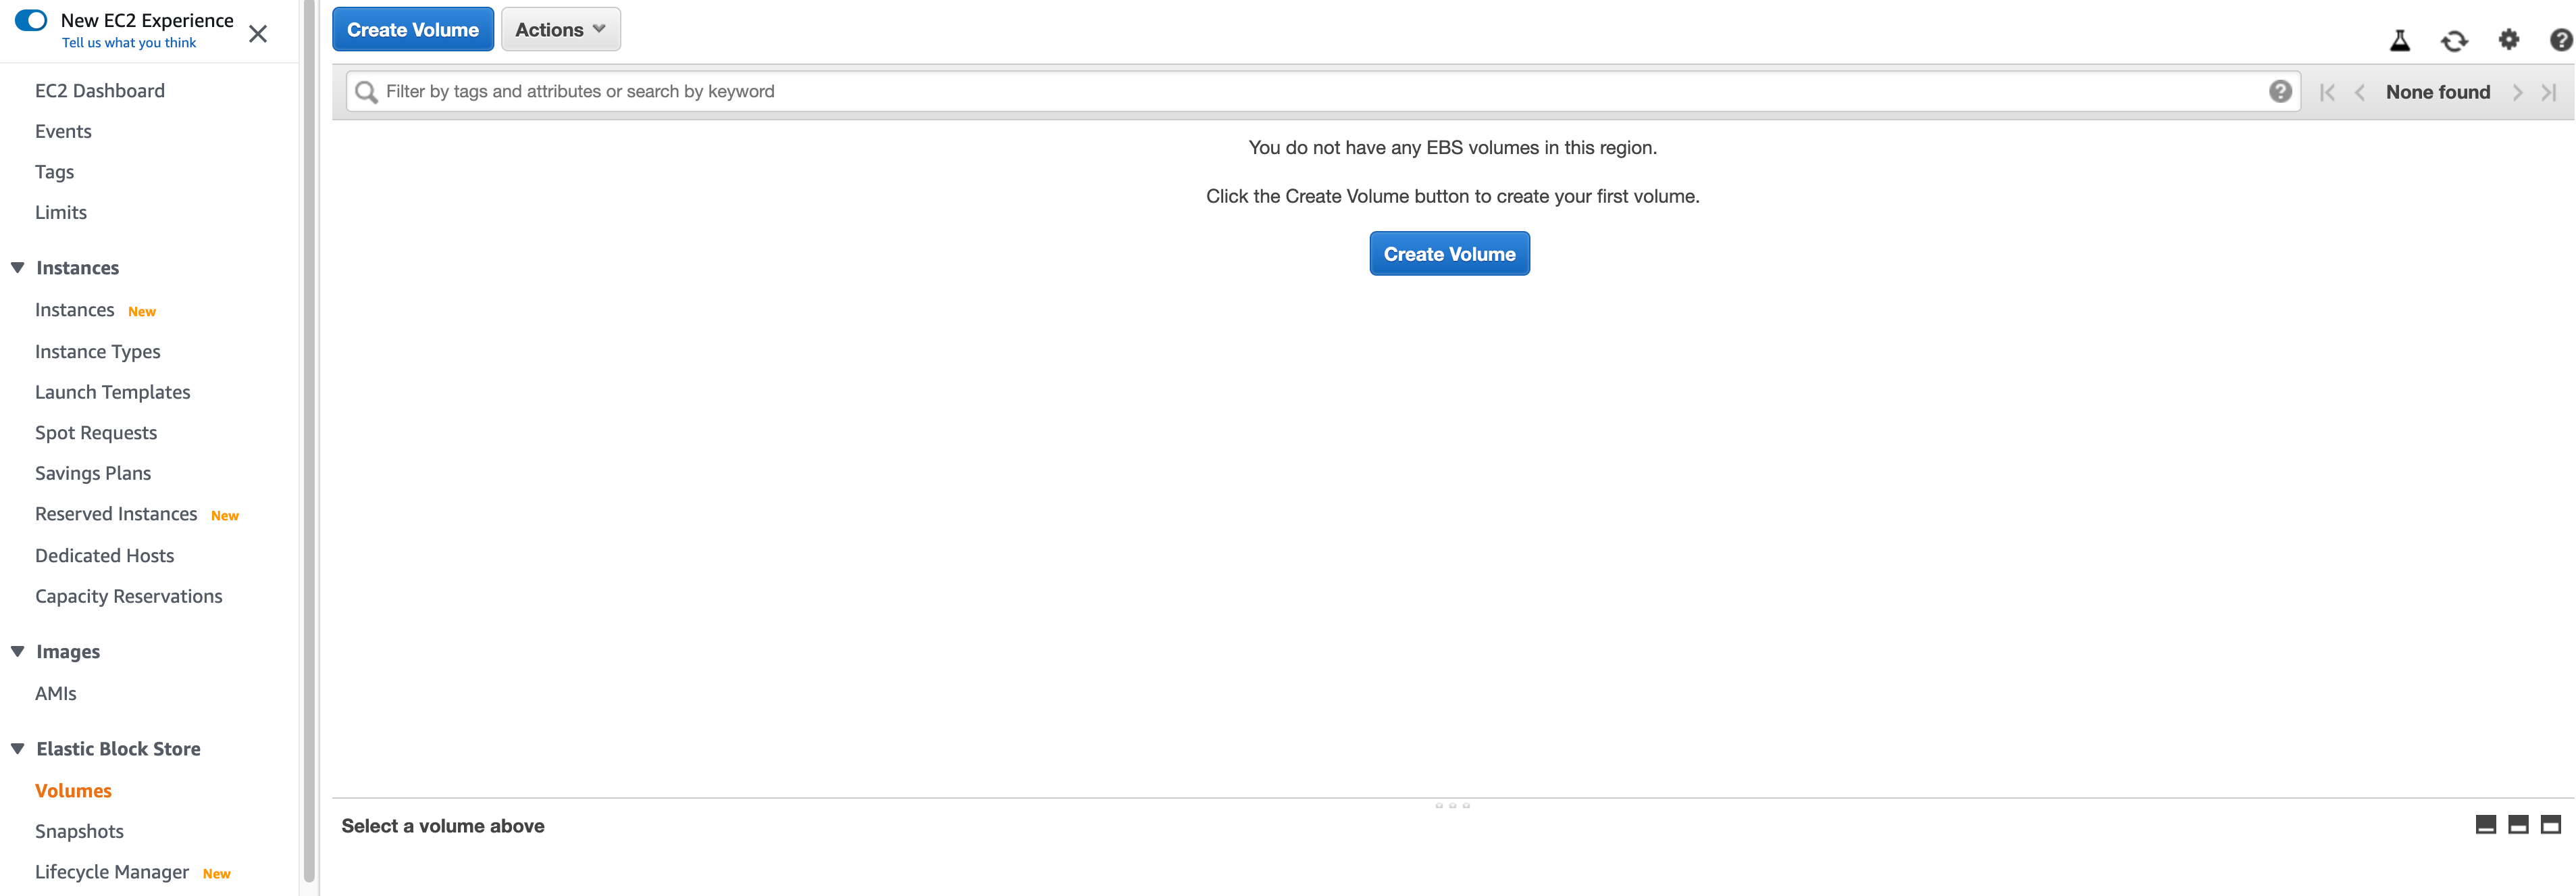 New EC2 Experience
Tell us what you think
EC2 Dashboard
Events
Tags
Limits
Instances
Instances New
Instance Types
Launch Templates
Spot Requests
Savings Plans
Reserved Instances New
Dedicated Hosts
Capacity Reservations
Images
AMIs
Elastic Block Store
Volumes
Snapshots
Lifecycle Manager New
Create Volume Actions
Filter by tags and attributes or search by keyword
None found
You do not have any EBS volumes in this region.
Click the Create Volume button to create your first volume.
Create Volume
Select a volume above